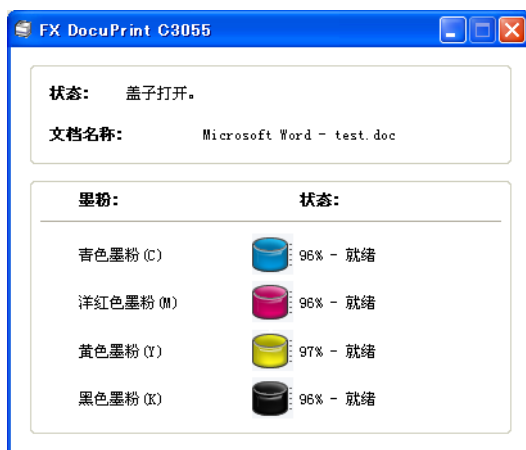 FX DocuPrint C3055
状态： 盖子打开。
文档名称： Microsoft Word - test.doc
墨粉： 状态：
青色墨粉(C) 96% - 就绪
洋红色墨粉(M) 96% - 就绪
黄色墨粉(Y) 97% - 就绪
黑色墨粉(K) 96% - 就绪